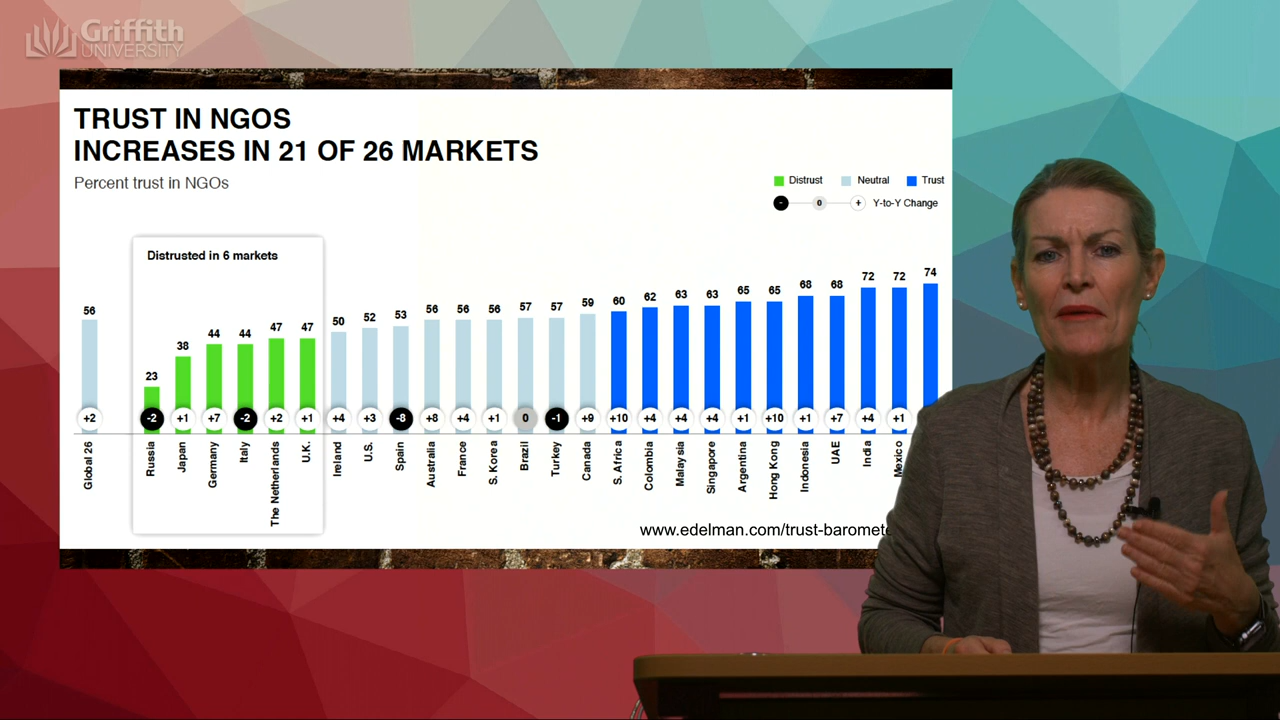 Griffith
UNIVERSITY
TRUST IN NGOS
INCREASES IN 21 OF 26 MARKETS
Percent trust in NGOs
Distrust Neutral Trust
- 0 + Y-to-Y Change
Distrusted in 6 markets
56 23 38 44 44 47 47 50 52 53 56 56 56 57 57 59 60 62 63 63 65 65 68 68 72 72 74
+2 -2 +1 +7 -2 +2 +1 +4 +3 -8 +8 +4 +1 0 -1 +9 +10 +4 +4 +4 +1 +10 +1 +7 +4 +1
Global 26
Russia
Japan
Germany
Italy
The Netherlands
U.K.
Ireland
U.S.
Spain
Australia
France
S. Korea
Brazil
Turkey
Canada
S. Africa
Colombia
Malaysia
Singapore
Argentina
Hong Kong
Indonesia
UAE
India
Mexico
www.edelman.com/trust-baromete